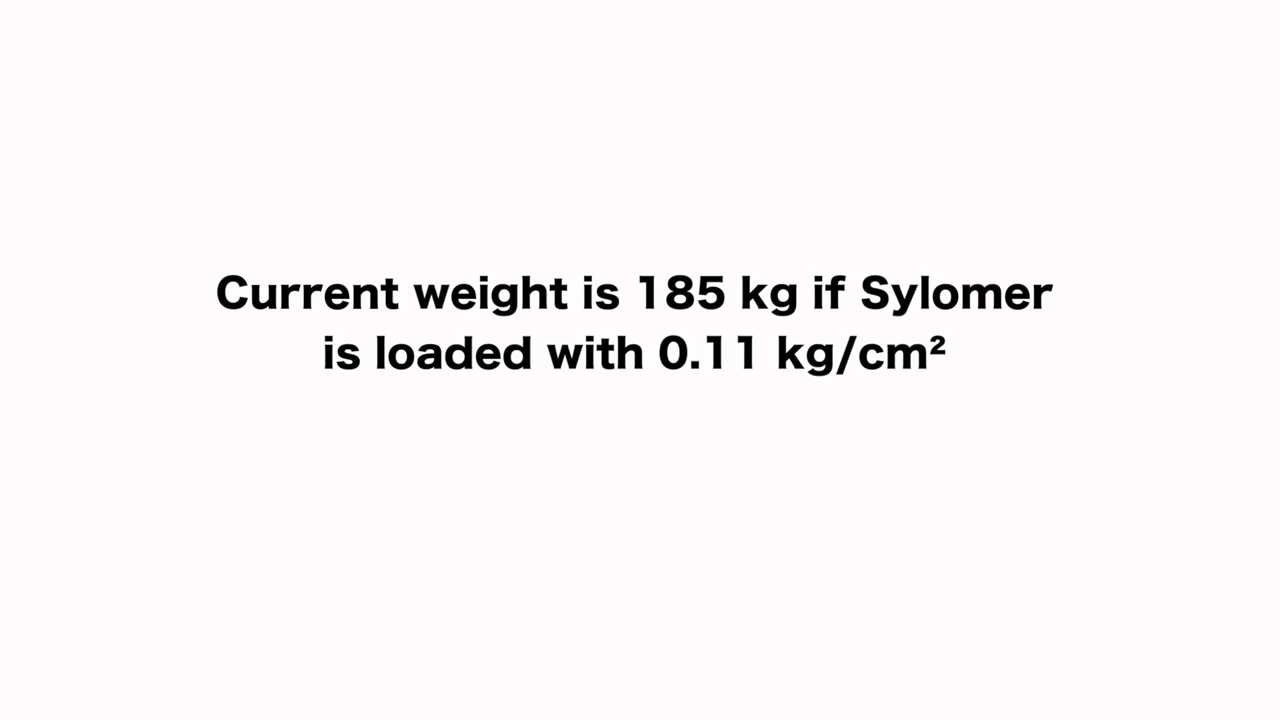 Current weight is 185 kg if Sylomer
is loaded with 0.11 kg/cm²